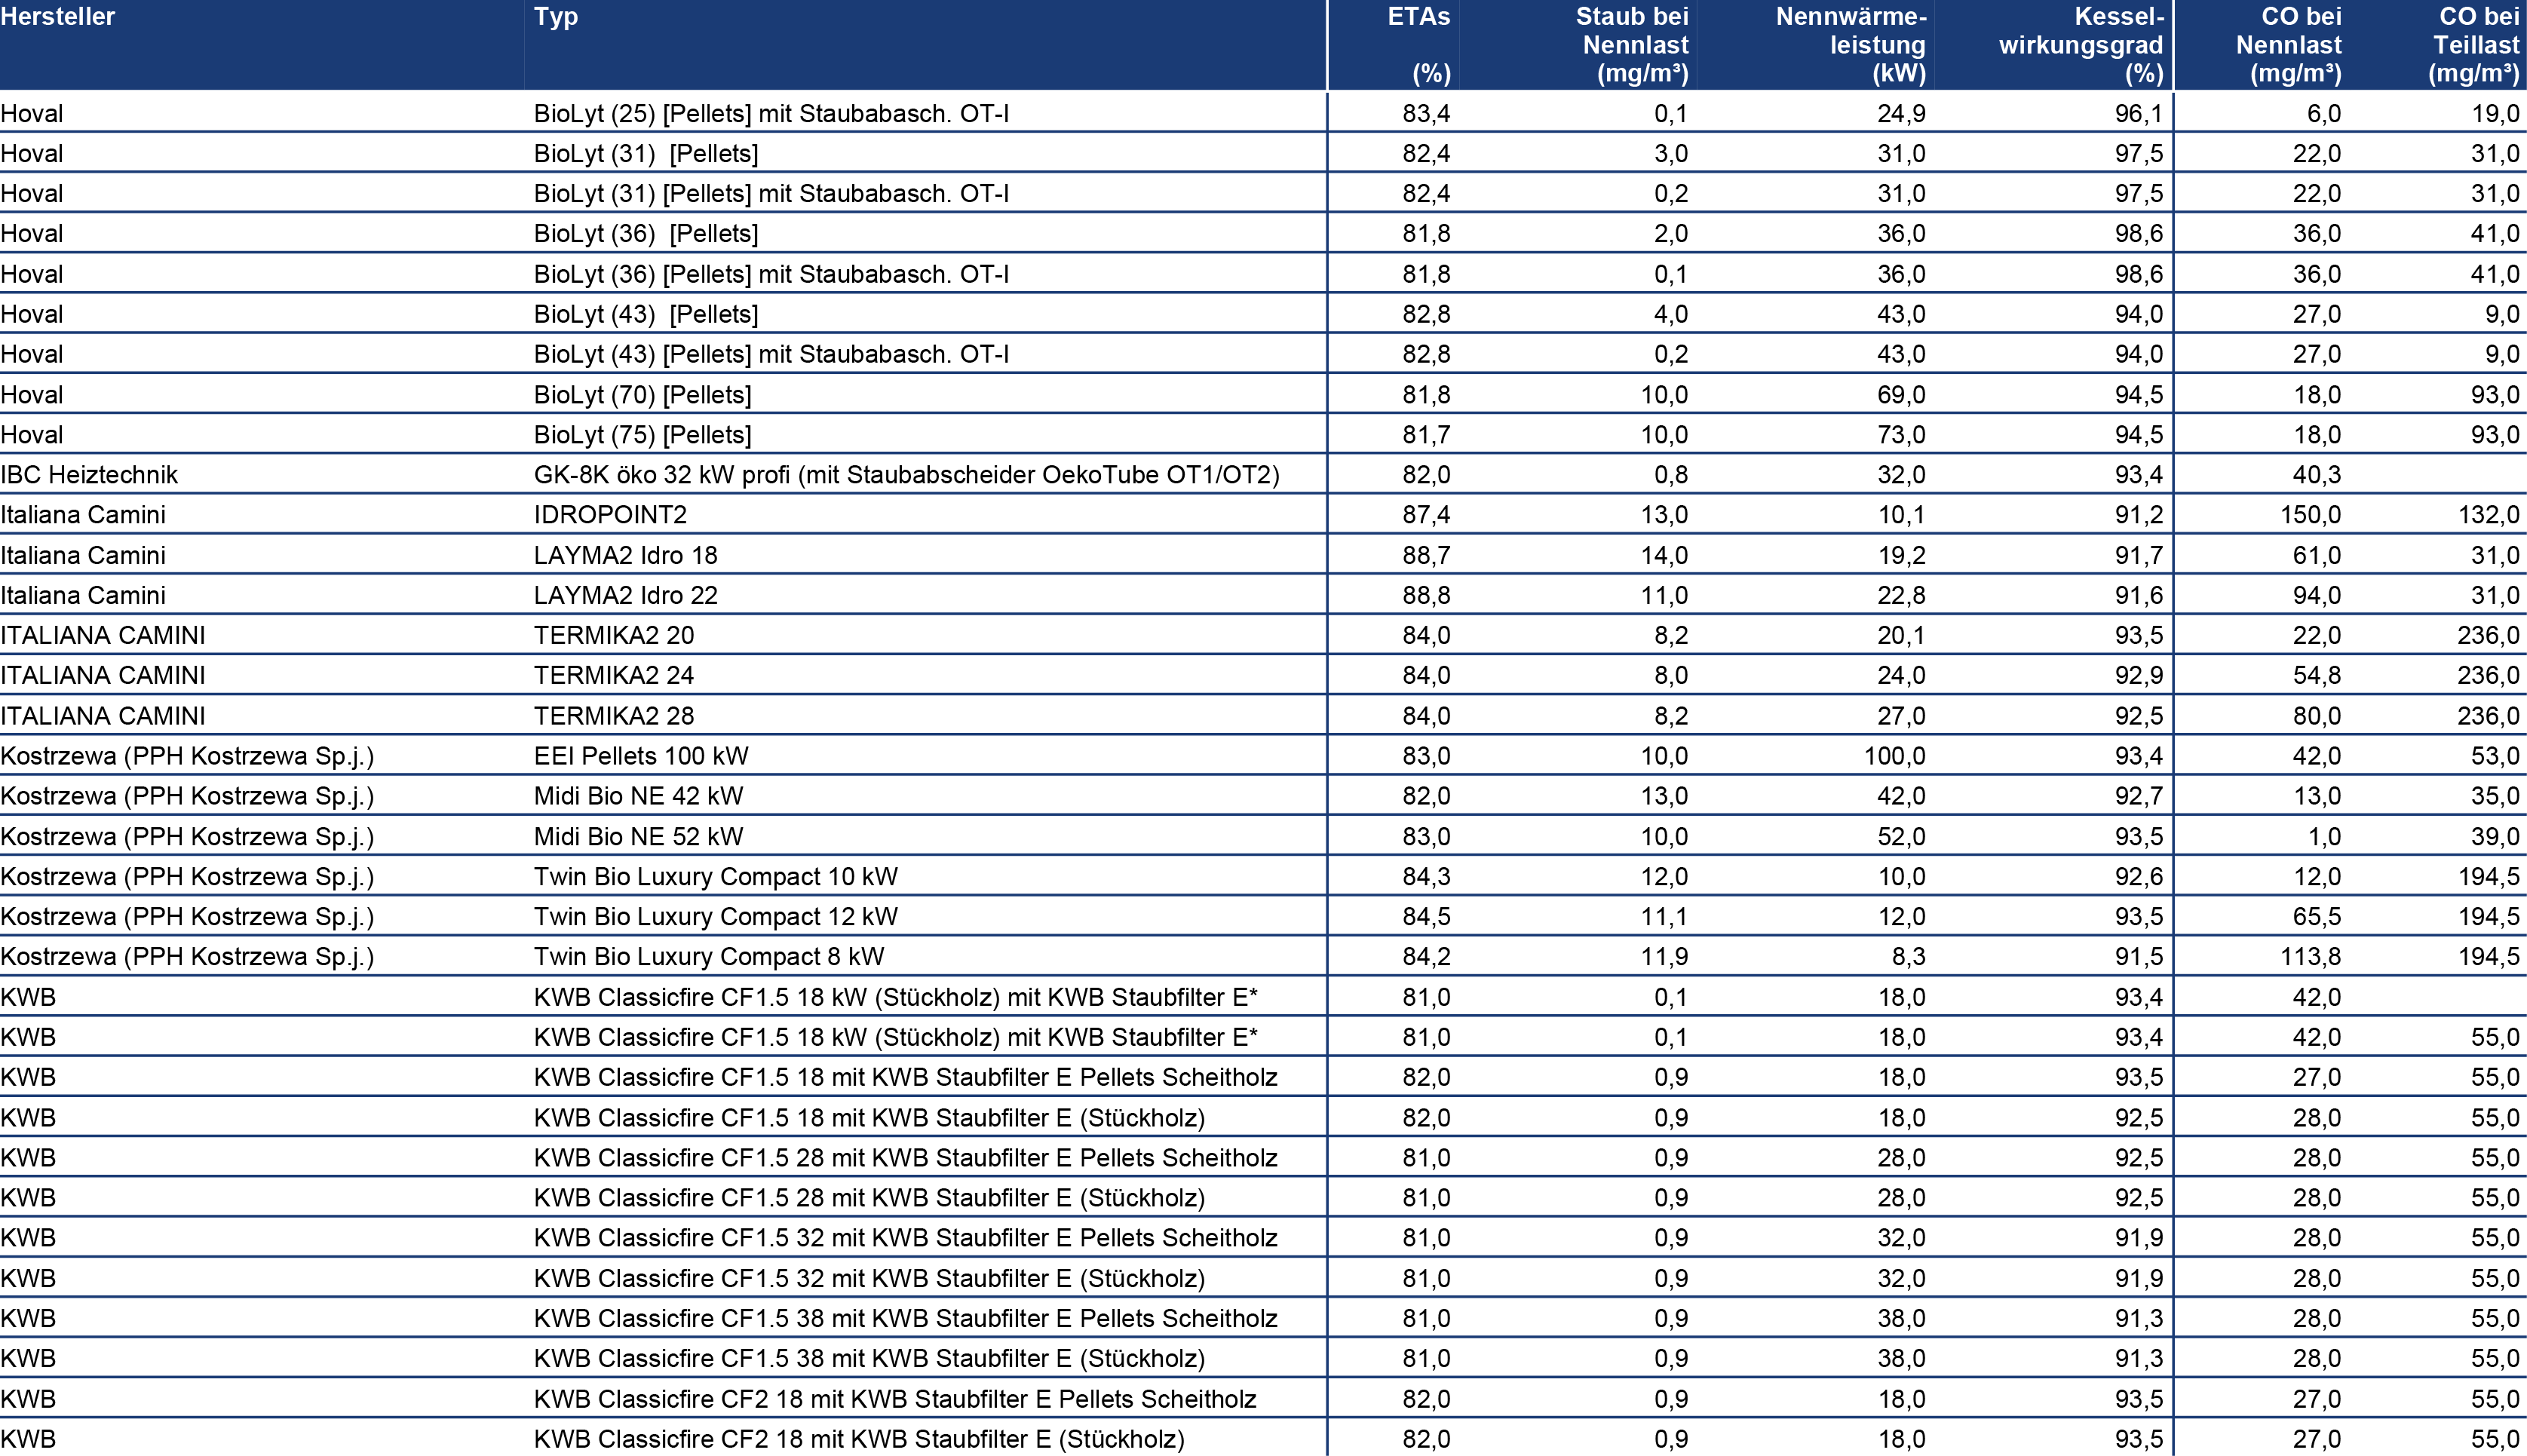 Hersteller Typ ETAs (%) Staub bei Nennlast (mg/m³) Nennwärme-leistung (kW) Kessel-wirkungsgrad (%) CO bei Nennlast (mg/m³) CO bei Teillast (mg/m³)
Hoval BioLyt (25) [Pellets] mit Staubabasch. OT-I 83,4 0,1 24,9 96,1 6,0 19,0
Hoval BioLyt (31) [Pellets] 82,4 3,0 31,0 97,5 22,0 31,0
Hoval BioLyt (31) [Pellets] mit Staubabasch. OT-I 82,4 0,2 31,0 97,5 22,0 31,0
Hoval BioLyt (36) [Pellets] 81,8 2,0 36,0 98,6 36,0 41,0
Hoval BioLyt (36) [Pellets] mit Staubabasch. OT-I 81,8 0,1 36,0 98,6 36,0 41,0
Hoval BioLyt (43) [Pellets] 82,8 4,0 43,0 94,0 27,0 9,0
Hoval BioLyt (43) [Pellets] mit Staubabasch. OT-I 82,8 0,2 43,0 94,0 27,0 9,0
Hoval BioLyt (70) [Pellets] 81,8 10,0 69,0 94,5 18,0 93,0
Hoval BioLyt (75) [Pellets] 81,7 10,0 73,0 94,5 18,0 93,0
IBC Heiztechnik GK-8K öko 32 kW profi (mit Staubabscheider OekoTube OT1/OT2) 82,0 0,8 32,0 93,4 40,3
Italiana Camini IDROPOINT2 87,4 13,0 10,1 91,2 150,0 132,0
Italiana Camini LAYMA2 Idro 18 88,7 14,0 19,2 91,7 61,0 31,0
Italiana Camini LAYMA2 Idro 22 88,8 11,0 22,8 91,6 94,0 31,0
ITALIANA CAMINI TERMIKA2 20 84,0 8,2 20,1 93,5 22,0 236,0
ITALIANA CAMINI TERMIKA2 24 84,0 8,0 24,0 92,9 54,8 236,0
ITALIANA CAMINI TERMIKA2 28 84,0 8,2 27,0 92,5 80,0 236,0
Kostrzewa (PPH Kostrzewa Sp.j.) EEI Pellets 100 kW 83,0 10,0 100,0 93,4 42,0 53,0
Kostrzewa (PPH Kostrzewa Sp.j.) Midi Bio NE 42 kW 82,0 13,0 42,0 92,7 13,0 35,0
Kostrzewa (PPH Kostrzewa Sp.j.) Midi Bio NE 52 kW 83,0 10,0 52,0 93,5 1,0 39,0
Kostrzewa (PPH Kostrzewa Sp.j.) Twin Bio Luxury Compact 10 kW 84,3 12,0 10,0 92,6 12,0 194,5
Kostrzewa (PPH Kostrzewa Sp.j.) Twin Bio Luxury Compact 12 kW 84,5 11,1 12,0 93,5 65,5 194,5
Kostrzewa (PPH Kostrzewa Sp.j.) Twin Bio Luxury Compact 8 kW 84,2 11,9 8,3 91,5 113,8 194,5
KWB KWB Classicfire CF1.5 18 kW (Stückholz) mit KWB Staubfilter E* 81,0 0,1 18,0 93,4 42,0
KWB KWB Classicfire CF1.5 18 kW (Stückholz) mit KWB Staubfilter E* 81,0 0,1 18,0 93,4 42,0 55,0
KWB KWB Classicfire CF1.5 18 mit KWB Staubfilter E Pellets Scheitholz 82,0 0,9 18,0 93,5 27,0 55,0
KWB KWB Classicfire CF1.5 18 mit KWB Staubfilter E (Stückholz) 82,0 0,9 18,0 92,5 28,0 55,0
KWB KWB Classicfire CF1.5 28 mit KWB Staubfilter E Pellets Scheitholz 81,0 0,9 28,0 92,5 28,0 55,0
KWB KWB Classicfire CF1.5 28 mit KWB Staubfilter E (Stückholz) 81,0 0,9 28,0 92,5 28,0 55,0
KWB KWB Classicfire CF1.5 32 mit KWB Staubfilter E Pellets Scheitholz 81,0 0,9 32,0 91,9 28,0 55,0
KWB KWB Classicfire CF1.5 32 mit KWB Staubfilter E (Stückholz) 81,0 0,9 32,0 91,9 28,0 55,0
KWB KWB Classicfire CF1.5 38 mit KWB Staubfilter E Pellets Scheitholz 81,0 0,9 38,0 91,3 28,0 55,0
KWB KWB Classicfire CF1.5 38 mit KWB Staubfilter E (Stückholz) 81,0 0,9 38,0 91,3 28,0 55,0
KWB KWB Classicfire CF2 18 mit KWB Staubfilter E Pellets Scheitholz 82,0 0,9 18,0 93,5 27,0 55,0
KWB KWB Classicfire CF2 18 mit KWB Staubfilter E (Stückholz) 82,0 0,9 18,0 93,5 27,0 55,0